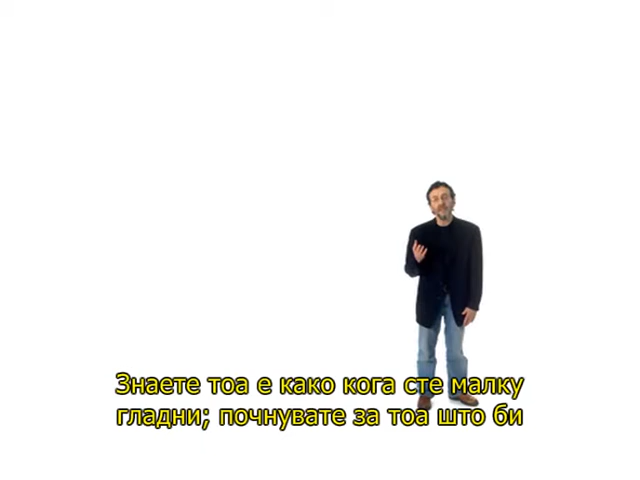 Знаете тоа е како кога сте малку
гладни; почнувате за тоа што би